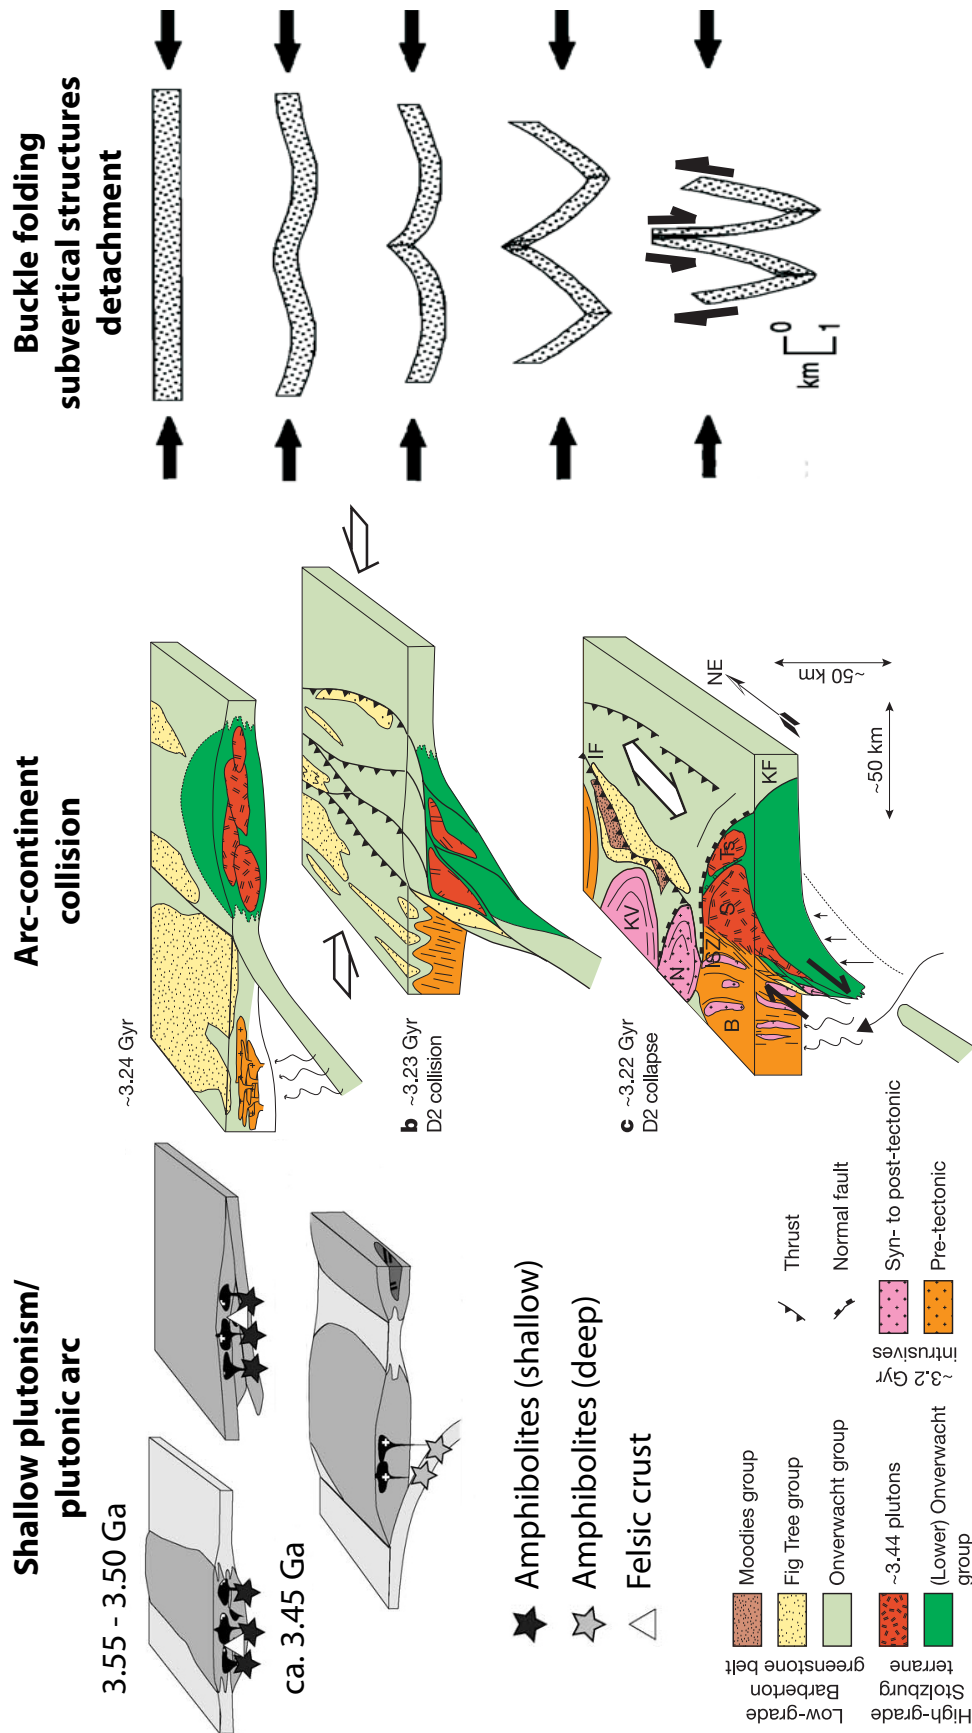 Shallow plutonism/
plutonic arc
3.55 - 3.50 Ga
ca. 3.45 Ga
Amphibolites (shallow)
Amphibolites (deep)
Felsic crust
Arc-continent
collision
~3.24 Gyr
b ~3.23 Gyr
D2 collision
c ~3.22 Gyr
D2 collapse
KV
N
ISZ
B
S
Ts
IF
KF
NE
~50 km
~50 km
Buckle folding
subvertical structures
detachment
km
0
1
Low-grade
Barberton
greenstone belt
Moodies group
Fig Tree group
Onverwacht group
High-grade
Stolzburg
terrane
~3.44 plutons
(Lower) Onverwacht
group
Thrust
Normal fault
~3.2 Gyr
intrusives
Syn- to post-tectonic
Pre-tectonic